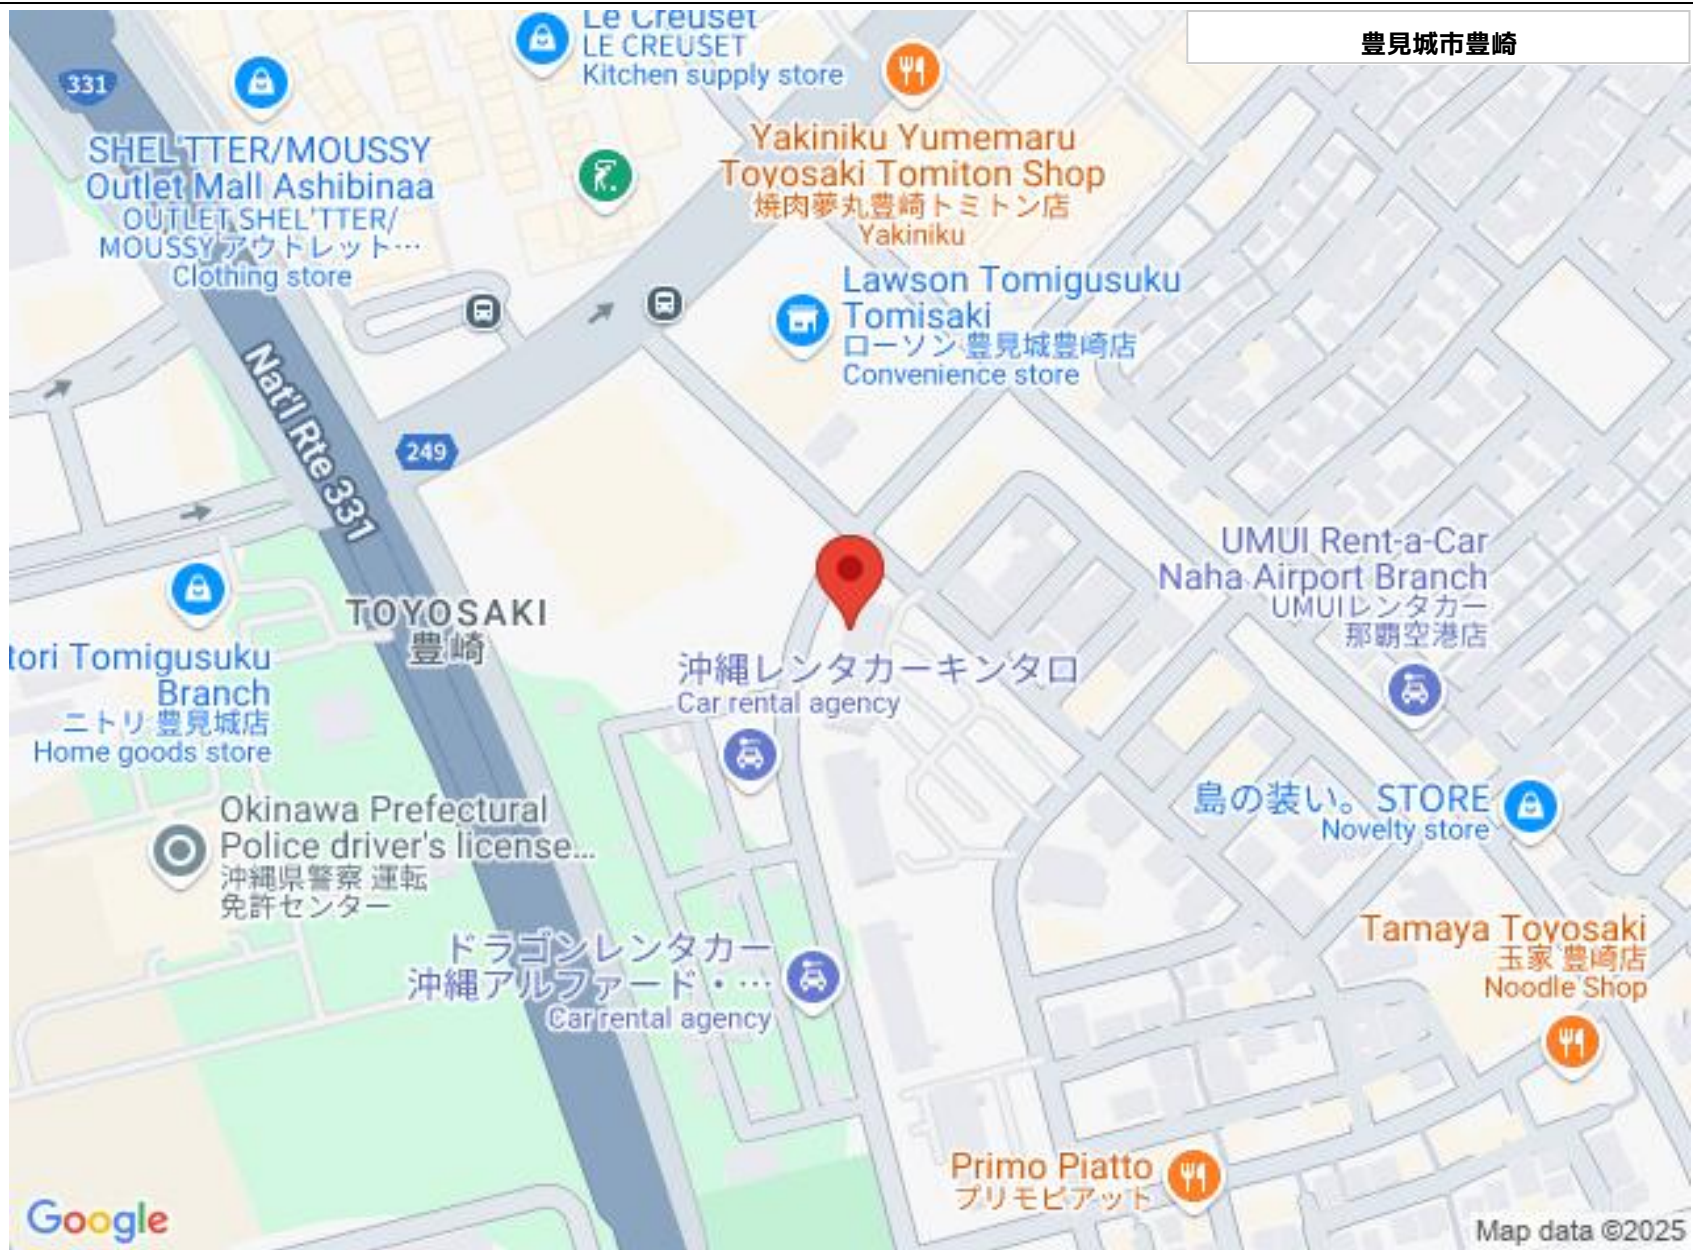 豊見城市豊崎
Le Creuset
LE CREUSET
Kitchen supply store
331
SHEL'TTER/MOUSSY
Outlet Mall Ashibinaa
OUTLET SHEL'TTER/
MOUSSY アウトレット…
Clothing store
Yakiniku Yumemaru
Toyosaki Tomiton Shop
焼肉夢丸豊崎トミトン店
Yakiniku
Lawson Tomigusuku
Tomisaki
ローソン 豊見城豊崎店
Convenience store
Nat'l Rte 331
249
UMUI Rent-a-Car
Naha Airport Branch
UMUIレンタカー
那覇空港店
TOYOSAKI
豊崎
tori Tomigusuku
Branch
ニトリ 豊見城店
Home goods store
沖縄レンタカーキンタロ
Car rental agency
島の装い。STORE
Novelty store
Okinawa Prefectural
Police driver's license...
沖縄県警察 運転
免許センター
ドラゴンレンタカー
沖縄アルファード・…
Car rental agency
Tamaya Toyosaki
玉家 豊崎店
Noodle Shop
Primo Piatto
プリモピアット
Google
Map data ©2025